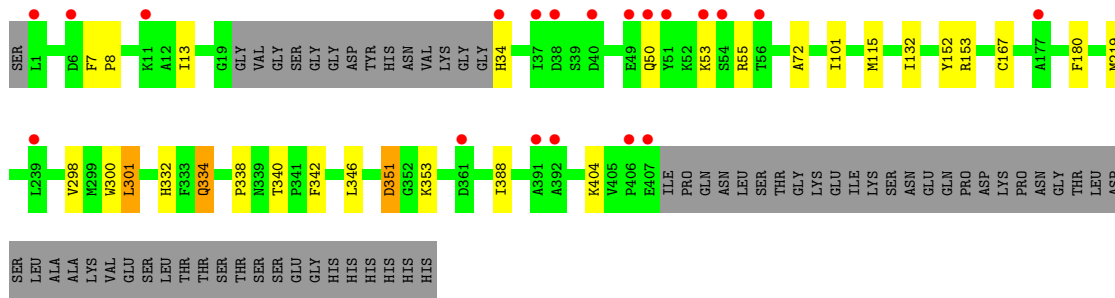 SER L1 D6 F7 P8 K11 A12 I13 G19 GLY VAL GLY SER GLY GLY ASP TYR HIS ASN VAL LYS GLY GLY H34 I37 D38 S39 D40 E49 Q50 Y51 K52 K53 S54 R55 T56 A72 I101 M115 I132 Y152 R153 C167 A177 F180 M219
L239 V298 M299 W300 L301 H332 F333 Q334 P338 N339 T340 P341 F342 L346 D351 G352 K353 D361 I388 A391 A392 K404 V405 P406 E407 ILE PRO GLN ASN LEU SER THR GLY LYS GLU ILE LYS SER ASN GLU GLN PRO ASP LYS PRO ASN GLY THR LEU ASP
SER LEU ALA ALA LYS VAL GLU SER LEU THR THR SER THR SER SER GLU GLY HIS HIS HIS HIS HIS HIS